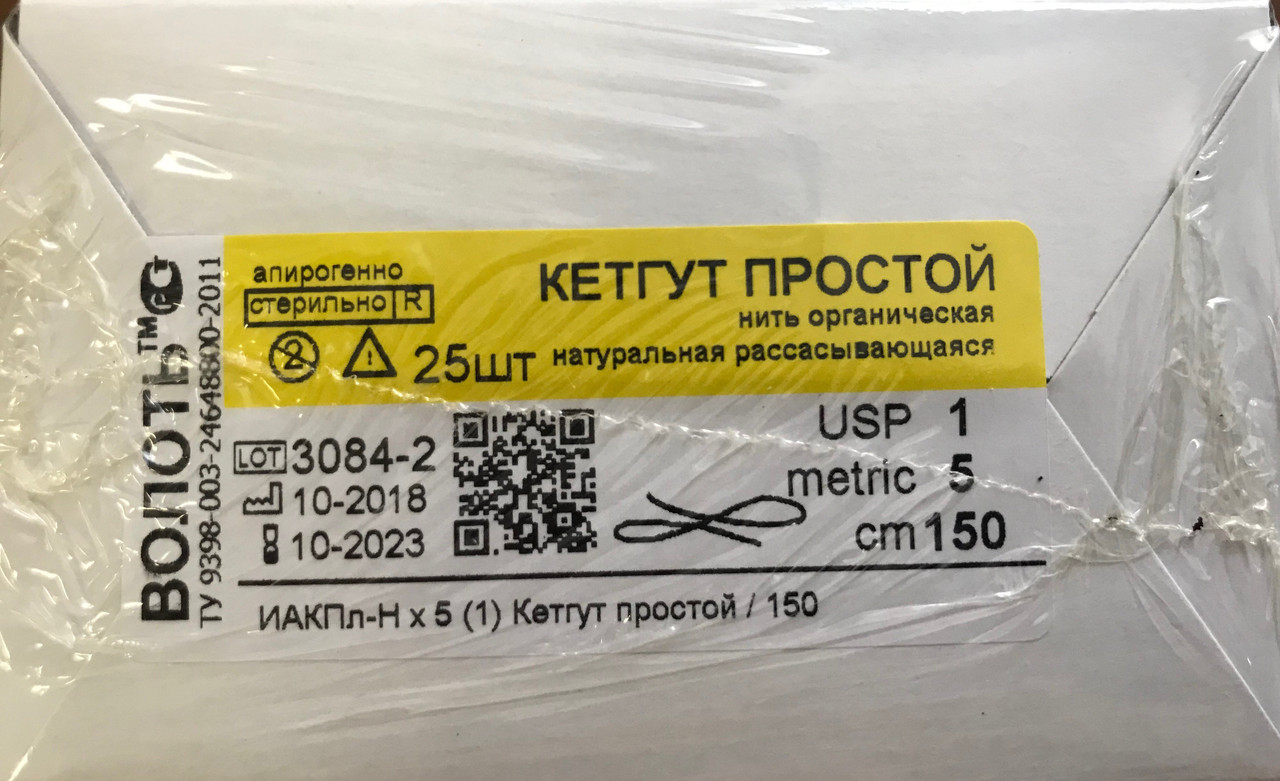 ВОЛОТЬ™
ТУ 9398-003-24648800-2011
апирогенно
стерильно R
2
25шт
КЕТГУТ ПРОСТОЙ
нить органическая
натуральная рассасывающаяся
LOT 3084-2
10-2018
10-2023
USP 1
metric 5
cm 150
ИАКПл-Н х 5 (1) Кетгут простой / 150